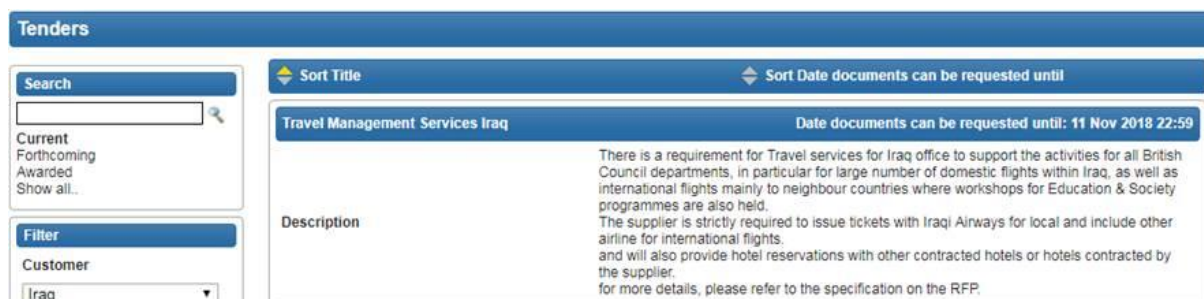 Tenders
Search
Current
Forthcoming
Awarded
Show all..
Filter
Customer
Iraq
Sort Title
Sort Date documents can be requested until
Travel Management Services Iraq
Date documents can be requested until: 11 Nov 2018 22:59
Description
There is a requirement for Travel services for Iraq office to support the activities for all British
Council departments, in particular for large number of domestic flights within Iraq, as well as
international flights mainly to neighbour countries where workshops for Education & Society
programmes are also held.
The supplier is strictly required to issue tickets with Iraqi Airways for local and include other
airline for international flights.
and will also provide hotel reservations with other contracted hotels or hotels contracted by
the supplier.
for more details, please refer to the specification on the RFP.